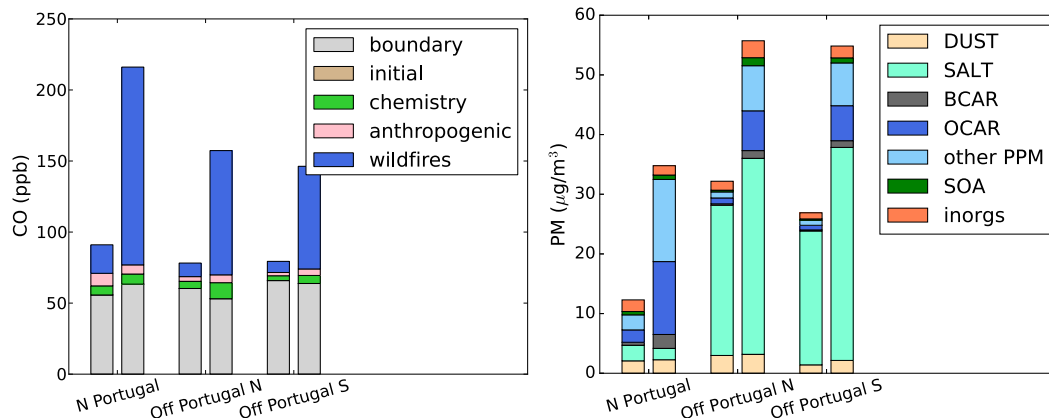 250
200
150
100
50
0
CO (ppb)
boundary
initial
chemistry
anthropogenic
wildfires
N Portugal
Off Portugal N
Off Portugal S
60
50
40
30
20
10
0
PM (μg/m³)
DUST
SALT
BCAR
OCAR
other PPM
SOA
inorgs
N Portugal
Off Portugal N
Off Portugal S